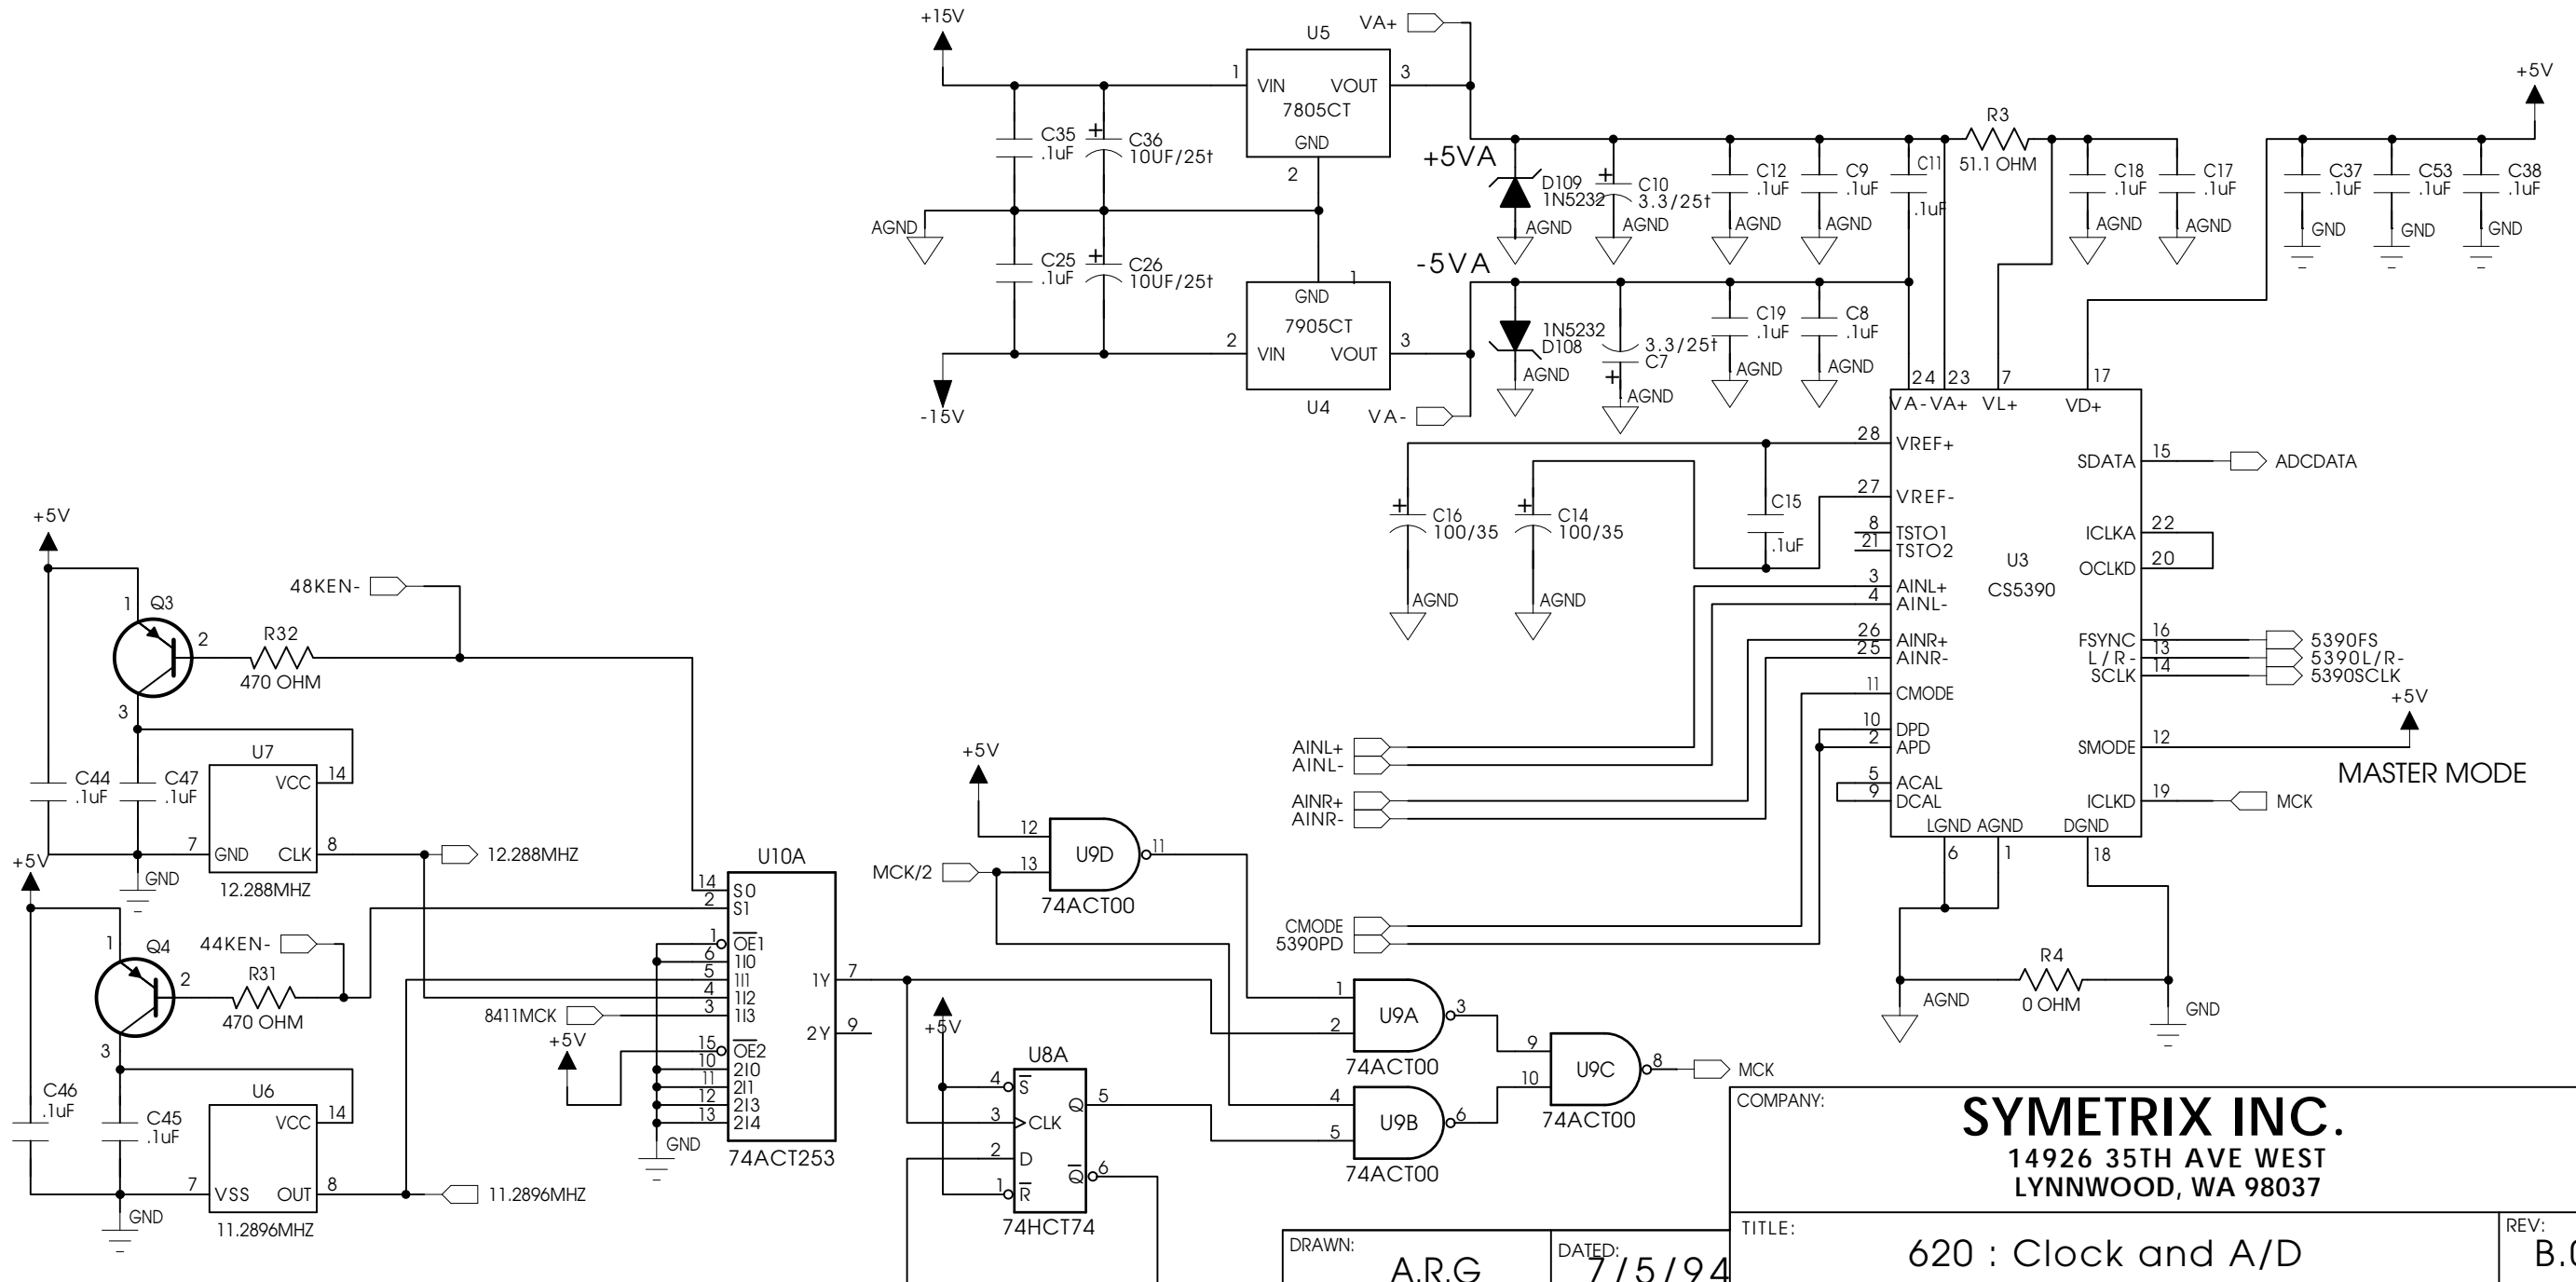 +15V
U5
VA+
1
VIN
VOUT
3
7805CT
GND
2
C35
.1uF
+
C36
10UF/25t
AGND
C25
.1uF
+
C26
10UF/25t
GND
1
7905CT
2
VIN
VOUT
3
U4
-15V
VA-
+5VA
D109
1N5232
AGND
+
C10
3.3/25t
AGND
C12
.1uF
AGND
C9
.1uF
AGND
C11
.1uF
R3
51.1 OHM
C18
.1uF
AGND
C17
.1uF
AGND
+5V
C37
.1uF
GND
C53
.1uF
GND
C38
.1uF
GND
-5VA
1N5232
D108
AGND
3.3/25t
C7
+
AGND
C19
.1uF
AGND
C8
.1uF
AGND
24
23
7
17
VA-
VA+
VL+
VD+
28
VREF+
27
VREF-
8
TSTO1
21
TSTO2
3
AINL+
4
AINL-
26
AINR+
25
AINR-
11
CMODE
10
DPD
2
APD
5
ACAL
9
DCAL
LGND
AGND
DGND
6
1
18
U3
CS5390
SDATA
15
ADCDATA
ICLKA
22
OCLKD
20
FSYNC
16
5390FS
L/R-
13
5390L/R-
SCLK
14
5390SCLK
+5V
SMODE
12
MASTER MODE
ICLKD
19
MCK
+
C16
100/35
AGND
+
C14
100/35
AGND
C15
.1uF
AINL+
AINL-
AINR+
AINR-
CMODE
5390PD
AGND
R4
0 OHM
GND
+5V
1
Q3
2
3
R32
470 OHM
48KEN-
C44
.1uF
C47
.1uF
U7
VCC
14
7
GND
CLK
8
12.288MHZ
12.288MHZ
GND
+5V
1
Q4
2
3
R31
470 OHM
44KEN-
C46
.1uF
C45
.1uF
U6
VCC
14
7
VSS
OUT
8
11.2896MHZ
11.2896MHZ
GND
U10A
14
S0
2
S1
1
OE1
6
1I0
5
1I1
4
1I2
3
1I3
15
OE2
10
2I0
11
2I1
12
2I3
13
2I4
1Y
7
2Y
9
74ACT253
8411MCK
+5V
GND
+5V
12
13
U9D
11
74ACT00
MCK/2
+5V
U8A
4
S
3
CLK
2
D
1
R
Q
5
Q
6
74HCT74
1
2
U9A
3
74ACT00
4
5
U9B
6
74ACT00
9
10
U9C
8
74ACT00
MCK
COMPANY:
SYMETRIX INC.
14926 35TH AVE WEST
LYNNWOOD, WA 98037
DRAWN:
A.R.G
DATED:
7/5/94
TITLE:
620 : Clock and A/D
REV: